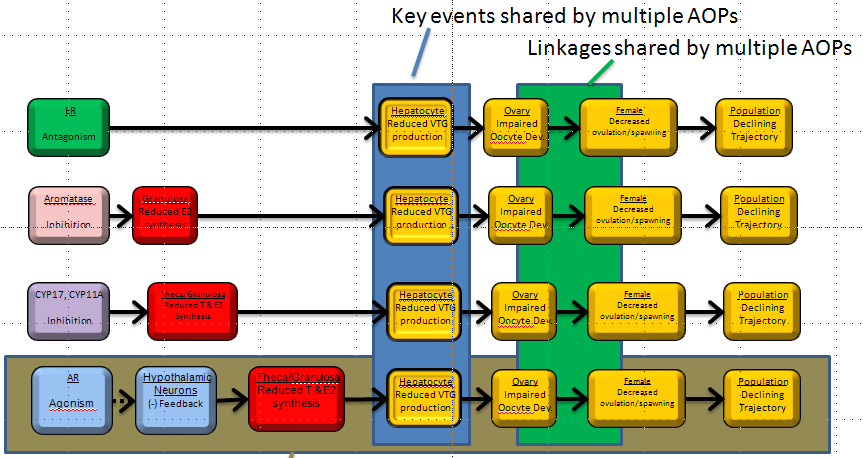 Key events shared by multiple AOPs
Linkages shared by multiple AOPs
ER
Antagonism
Hepatocyte
Reduced VTG
production
Ovary
Impaired
Oocyte Dev.
Female
Decreased
ovulation/spawning
Population
Declining
Trajectory
Aromatase
Inhibition
Granulosa
Reduced E2
synthesis
Hepatocyte
Reduced VTG
production
Ovary
Impaired
Oocyte Dev.
Female
Decreased
ovulation/spawning
Population
Declining
Trajectory
CYP17, CYP11A
Inhibition
Theca/Granulosa
Reduced T & E2
Synthesis
Hepatocyte
Reduced VTG
production
Ovary
Impaired
Oocyte Dev.
Female
Decreased
ovulation/spawning
Population
Declining
Trajectory
AR
Agonism
Hypothalamic
Neurons
(-) Feedback
Theca/Granulosa
Reduced T & E2
synthesis
Hepatocyte
Reduced VTG
production
Ovary
Impaired
Oocyte Dev.
Female
Decreased
ovulation/spawning
Population
Declining
Trajectory